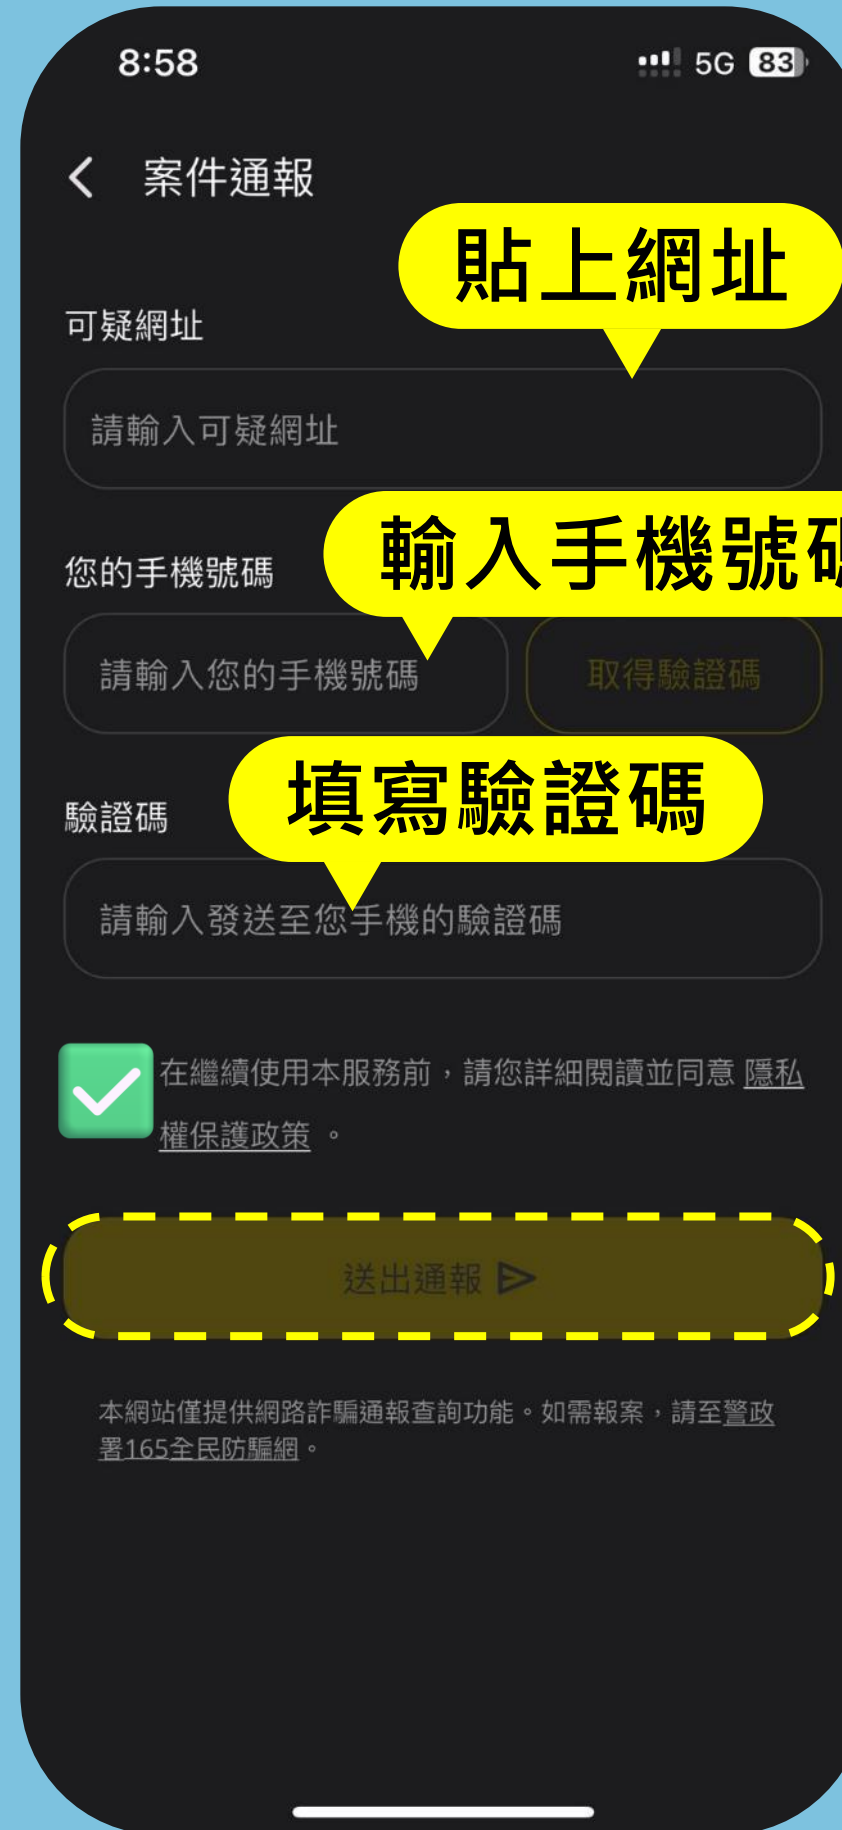 8:58
5G 83
案件通報
貼上網址
可疑網址
請輸入可疑網址
輸入手機號碼
您的手機號碼
請輸入您的手機號碼
取得驗證碼
填寫驗證碼
驗證碼
請輸入發送至您手機的驗證碼
在繼續使用本服務前，請您詳細閱讀並同意 隱私
權保護政策 。
送出通報
本網站僅提供網路詐騙通報查詢功能。如需報案，請至警政
署165全民防騙網。